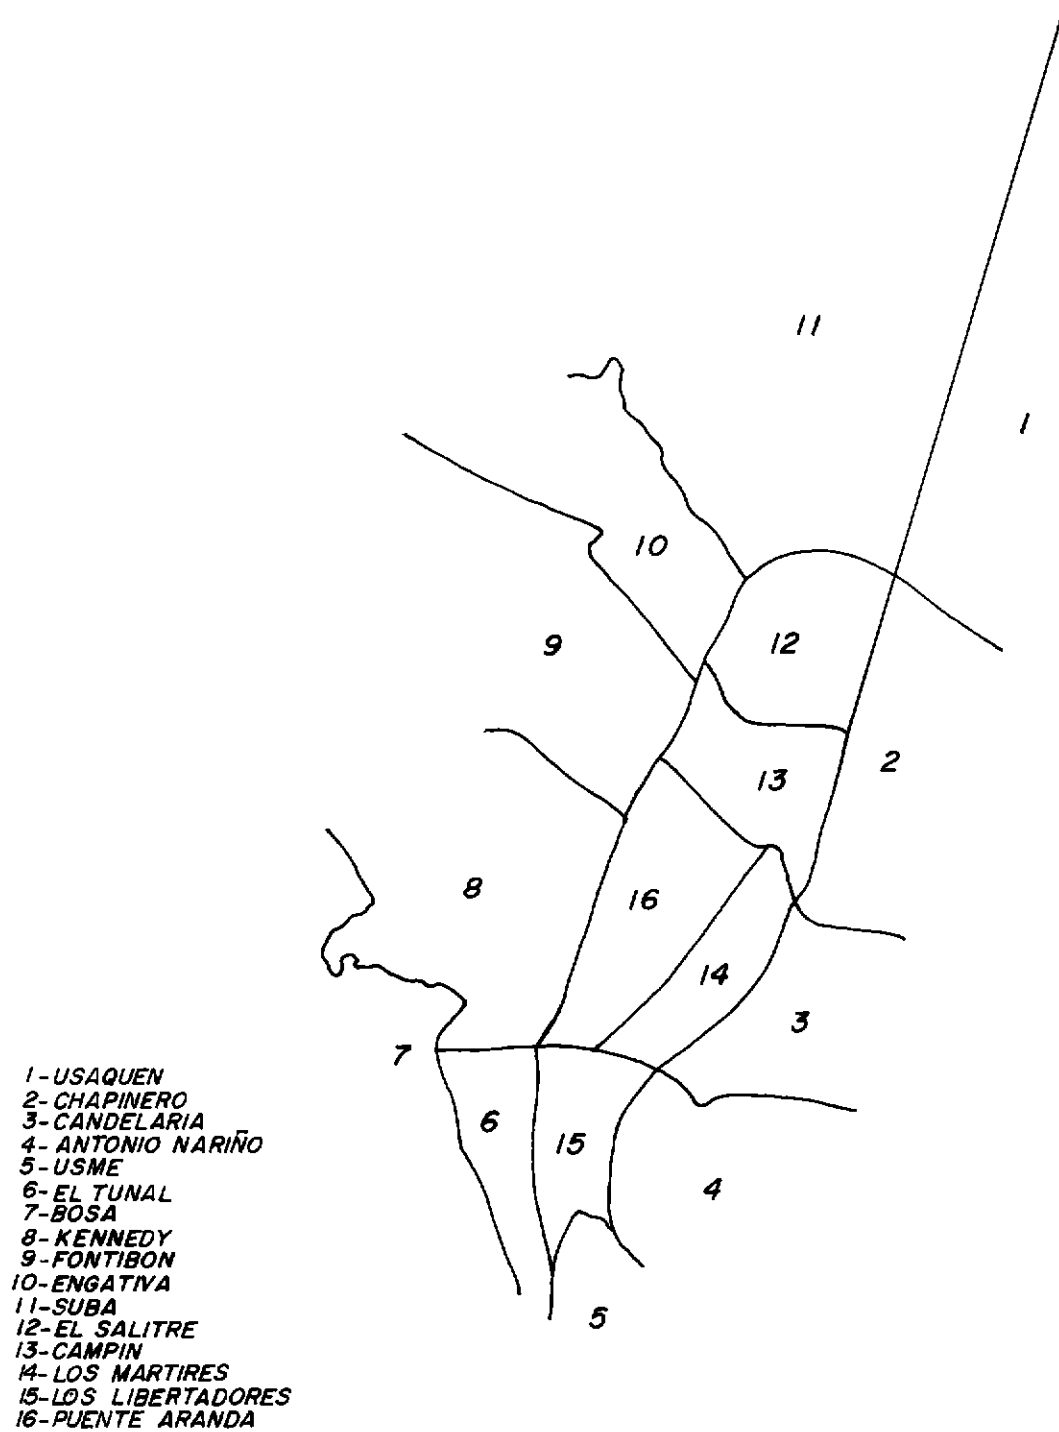 11
1
10
12
9
2
13
8
16
14
3
7
6
15
4
5
1-USAQUEN
2-CHAPINERO
3-CANDELARIA
4-ANTONIO NARIÑO
5-USME
6-EL TUNAL
7-BOSA
8-KENNEDY
9-FONTIBON
10-ENGATIVA
11-SUBA
12-EL SALITRE
13-CAMPIN
14-LOS MARTIRES
15-LOS LIBERTADORES
16-PUENTE ARANDA